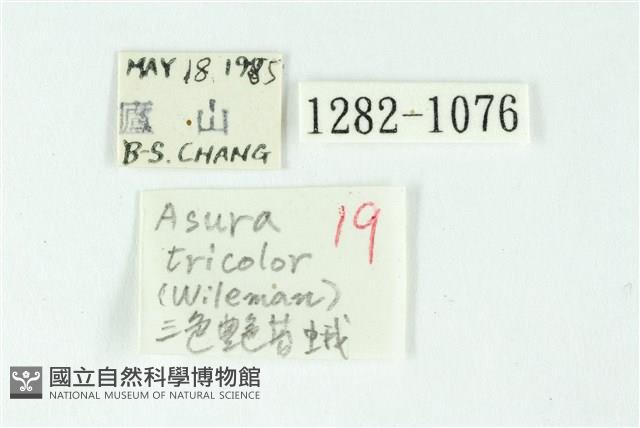 MAY 18 1985
廬 山
B-S. CHANG
1282-1076
Asura 19
tricolor
(Wileman)
三色艷苔蛾
國立自然科學博物館
NATIONAL MUSEUM OF NATURAL SCIENCE